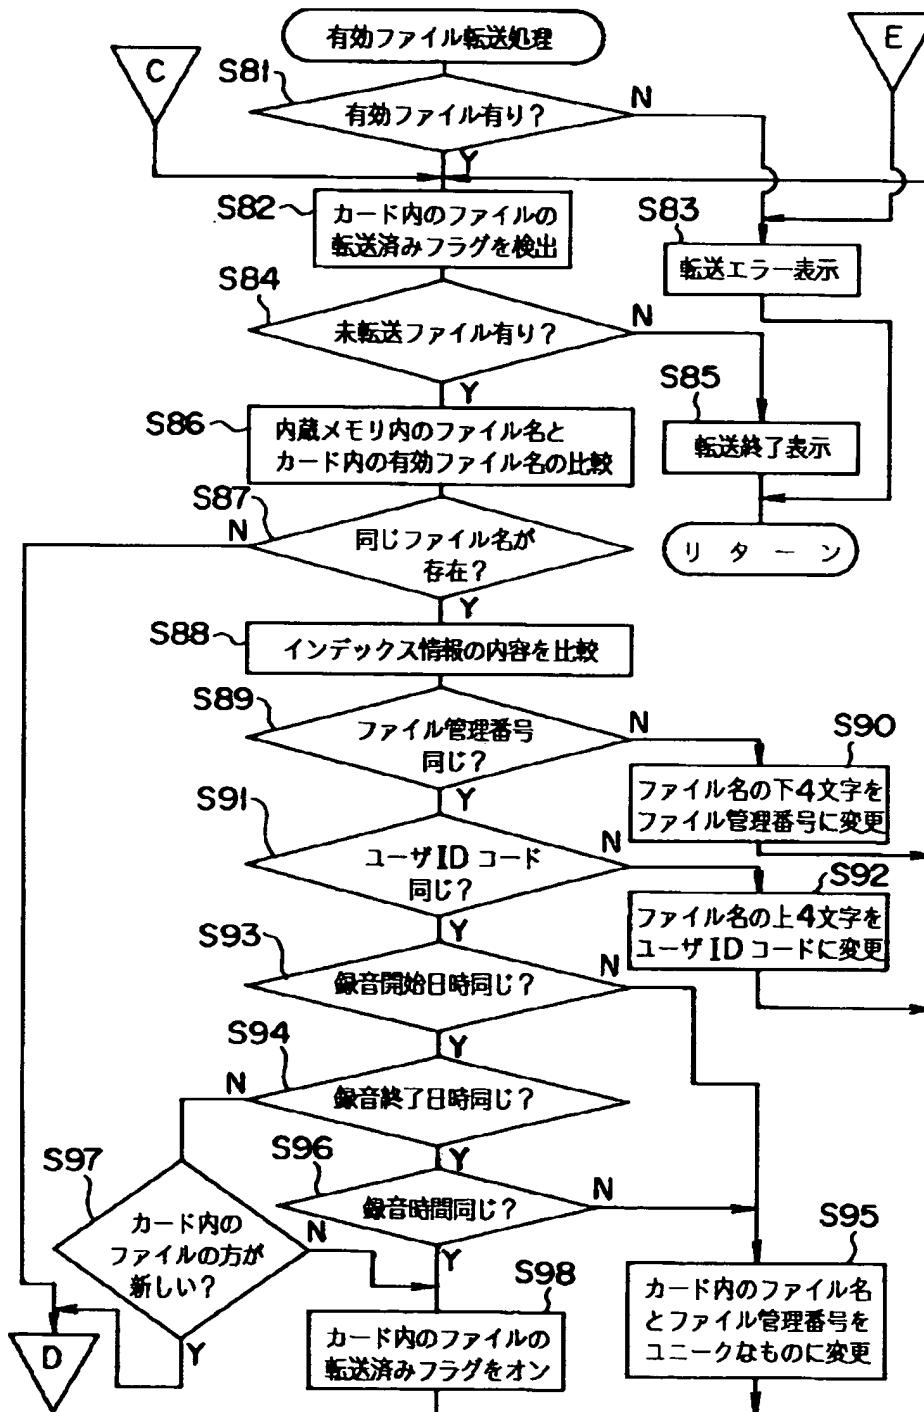 有効ファイル転送処理
C
E
S81
有効ファイル有り?
N
Y
S82
カード内のファイルの
転送済みフラグを検出
S83
転送エラー表示
S84
未転送ファイル有り?
N
Y
S85
転送終了表示
S86
内蔵メモリ内のファイル名と
カード内の有効ファイル名の比較
S87
N
同じファイル名が
存在?
Y
リターン
S88
インデックス情報の内容を比較
S89
ファイル管理番号
同じ?
N
Y
S90
ファイル名の下4文字を
ファイル管理番号に変更
S91
ユーザIDコード
同じ?
N
Y
S92
ファイル名の上4文字を
ユーザIDコードに変更
S93
録音開始日時同じ?
N
Y
S94
N
録音終了日時同じ?
Y
S96
録音時間同じ?
N
Y
S97
カード内の
ファイルの方が
新しい?
N
Y
S95
カード内のファイル名
とファイル管理番号を
ユニークなものに変更
S98
カード内のファイルの
転送済みフラグをオン
D